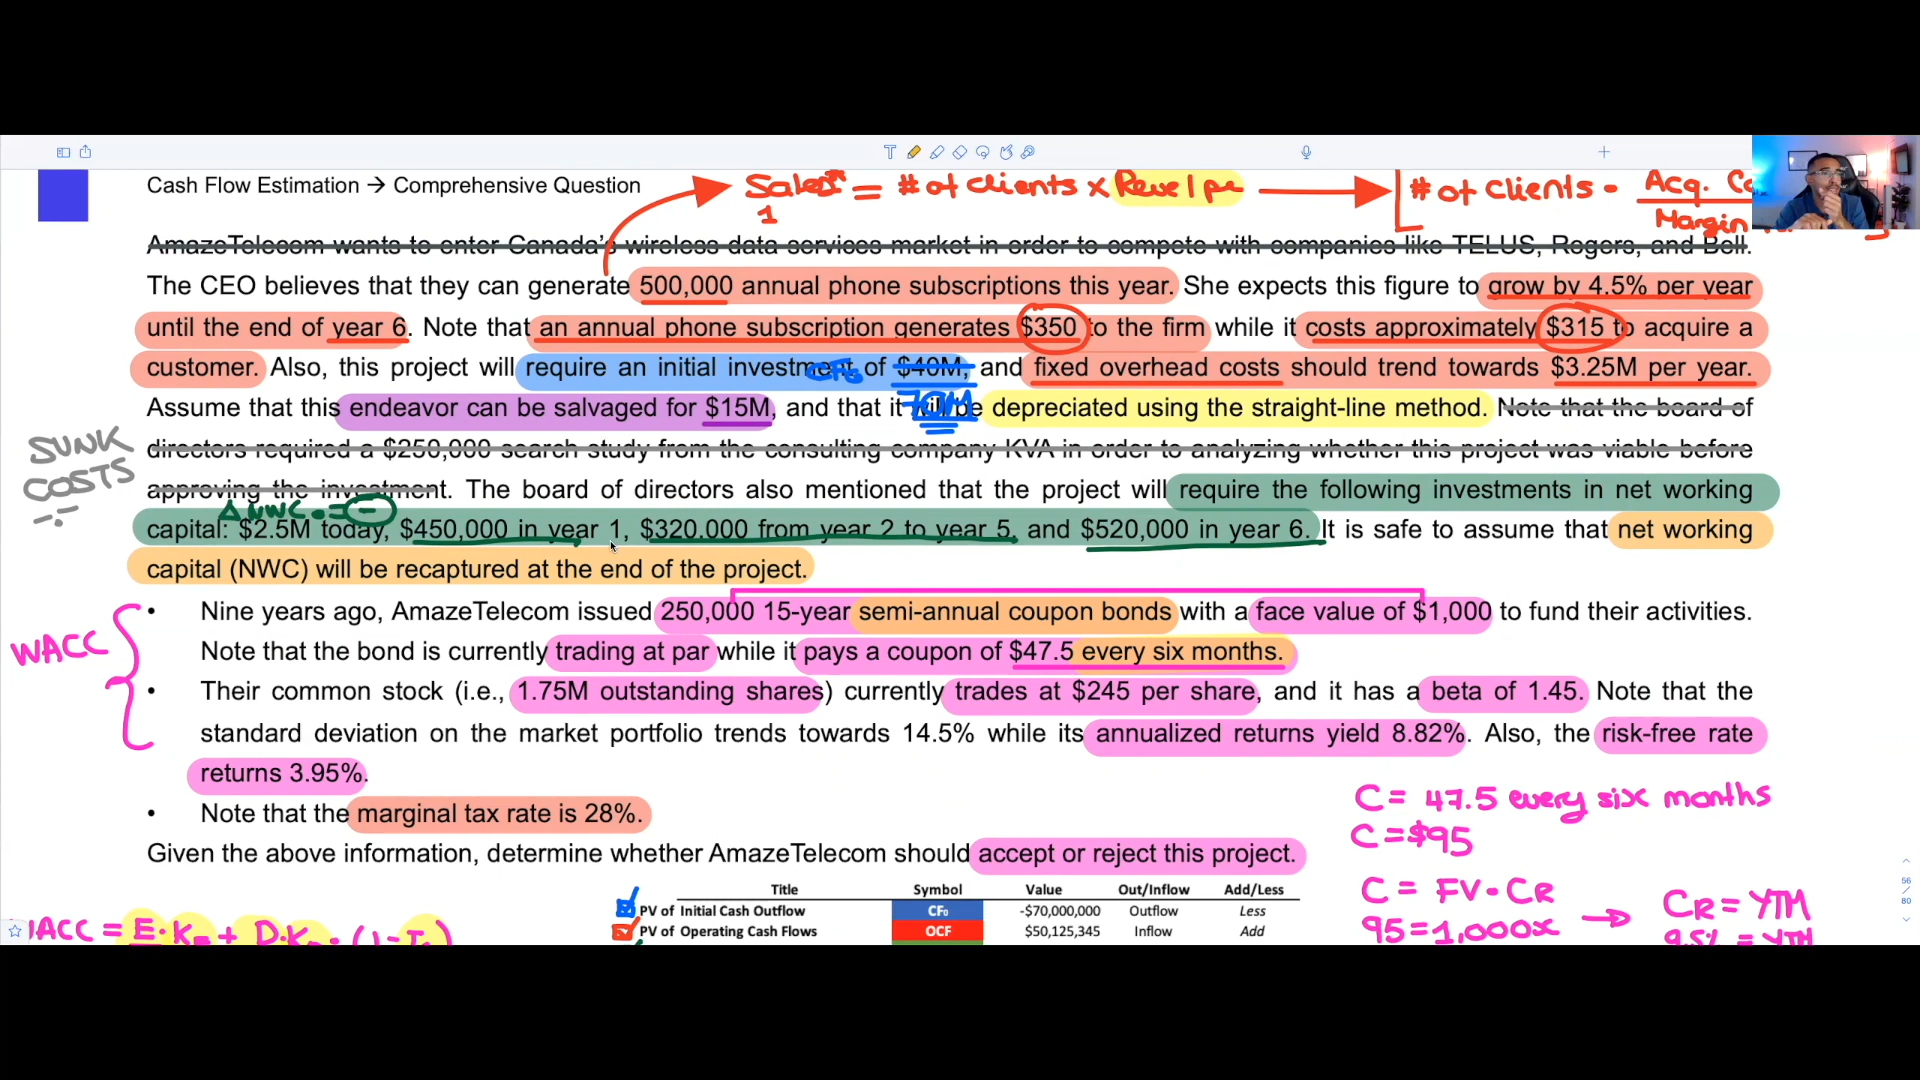 Cash Flow Estimation → Comprehensive Question
Sales = # of clients x Rev
1
# of clients
Acq.
Margin
AmazeTelecom wants to enter Canada's wireless data services market in order to compete with companies like TELUS, Rogers, and Bell.
The CEO believes that they can generate 500,000 annual phone subscriptions this year. She expects this figure to grow by 4.5% per year
until the end of year 6. Note that an annual phone subscription generates $350 to the firm while it costs approximately $315 to acquire a
customer. Also, this project will require an initial investment of $40M, and fixed overhead costs should trend towards $3.25M per year.
CF₀
Assume that this endeavor can be salvaged for $15M, and that it will be depreciated using the straight-line method. Note that the board of
70M
directors required a $250,000 search study from the consulting company KVA in order to analyzing whether this project was viable before
SUNK
COSTS
approving the investment. The board of directors also mentioned that the project will require the following investments in net working
ΔNWC = -
capital: $2.5M today, $450,000 in year 1, $320,000 from year 2 to year 5, and $520,000 in year 6. It is safe to assume that net working
capital (NWC) will be recaptured at the end of the project.
WACC
• Nine years ago, AmazeTelecom issued 250,000 15-year semi-annual coupon bonds with a face value of $1,000 to fund their activities.
Note that the bond is currently trading at par while it pays a coupon of $47.5 every six months.
• Their common stock (i.e., 1.75M outstanding shares) currently trades at $245 per share, and it has a beta of 1.45. Note that the
standard deviation on the market portfolio trends towards 14.5% while its annualized returns yield 8.82%. Also, the risk-free rate
returns 3.95%.
• Note that the marginal tax rate is 28%.
Given the above information, determine whether AmazeTelecom should accept or reject this project.
C = 47.5 every six months
C = $95
C = FV · CR
95 = 1,000x
CR = YTM
9.5% = YTM
Title Symbol Value Out/Inflow Add/Less
PV of Initial Cash Outflow CF₀ -$70,000,000 Outflow Less
PV of Operating Cash Flows OCF $50,125,345 Inflow Add
56
/
80